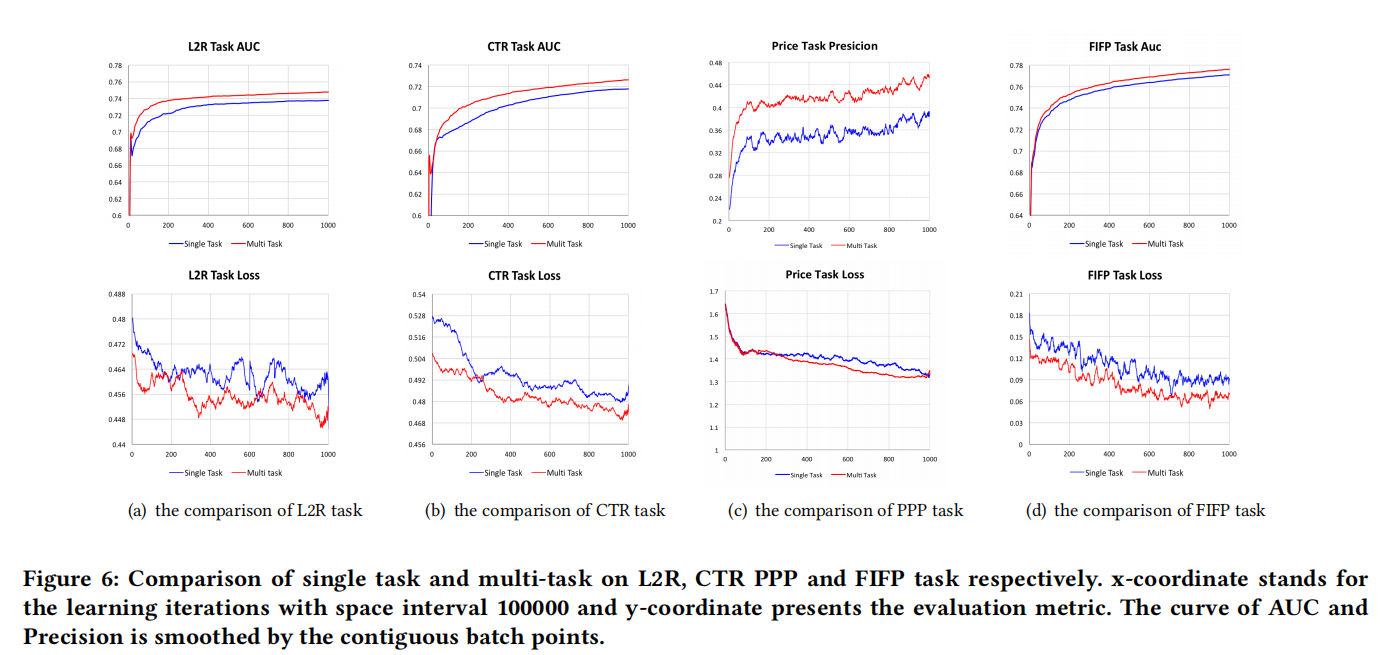 L2R Task AUC
0.78
0.76
0.74
0.72
0.7
0.68
0.66
0.64
0.62
0.6
0 200 400 600 800 1000
Single Task Multi Task
CTR Task AUC
0.74
0.72
0.7
0.68
0.66
0.64
0.62
0.6
0 200 400 600 800 1000
Single Task Mulit Task
Price Task Presicion
0.48
0.44
0.4
0.36
0.32
0.28
0.24
0.2
0 200 400 600 800 1000
Single Task Multi Task
FIFP Task Auc
0.78
0.76
0.74
0.72
0.7
0.68
0.66
0.64
0 200 400 600 800 1000
Single Task Mulit Task
L2R Task Loss
0.488
0.48
0.472
0.464
0.456
0.448
0.44
0 200 400 600 800 1000
Single Task Multi task
CTR Task Loss
0.54
0.528
0.516
0.504
0.492
0.48
0.468
0.456
0 200 400 600 800 1000
Single Task Multi Task
Price Task Loss
1.7
1.6
1.5
1.4
1.3
1.2
1.1
1
0 200 400 600 800 1000
Single Task Multi Task
FIFP Task Loss
0.21
0.18
0.15
0.12
0.09
0.06
0.03
0
0 200 400 600 800 1000
Single Task Multi Task
(a) the comparison of L2R task
(b) the comparison of CTR task
(c) the comparison of PPP task
(d) the comparison of FIFP task
Figure 6: Comparison of single task and multi-task on L2R, CTR PPP and FIFP task respectively. x-coordinate stands for
the learning iterations with space interval 100000 and y-coordinate presents the evaluation metric. The curve of AUC and
Precision is smoothed by the contiguous batch points.